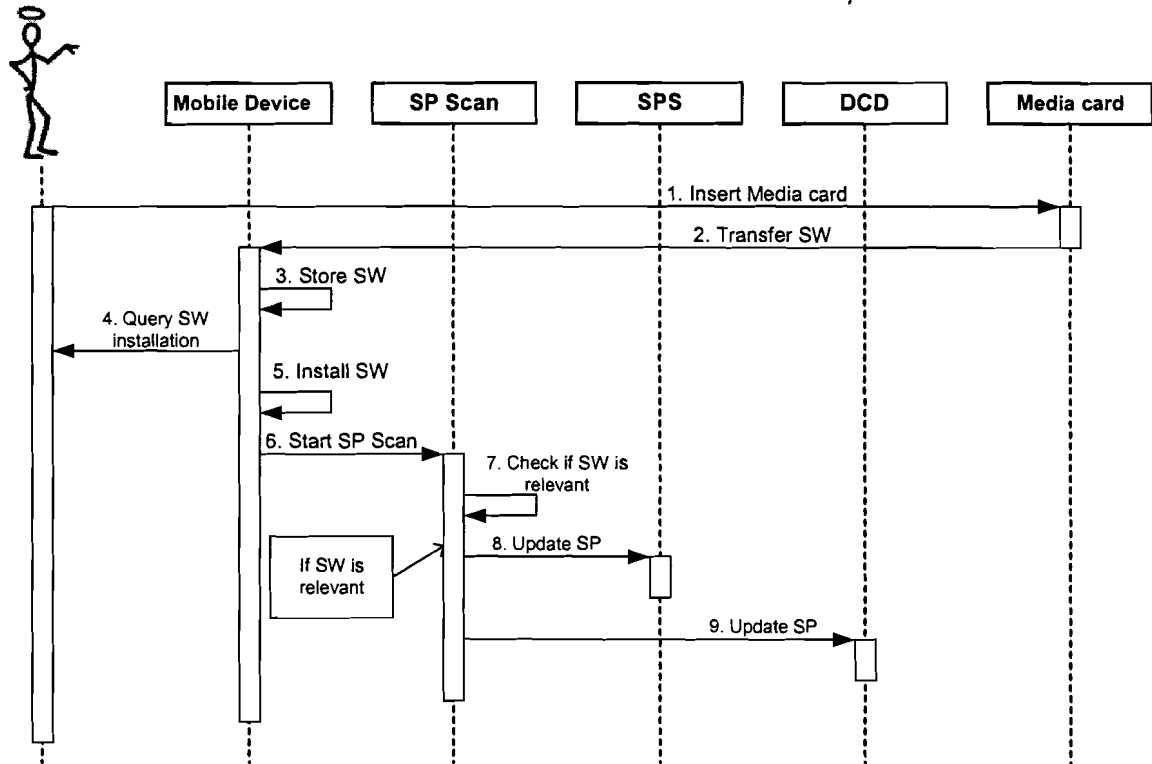 Mobile Device
SP Scan
SPS
DCD
Media card
1. Insert Media card
2. Transfer SW
3. Store SW
4. Query SW
installation
5. Install SW
6. Start SP Scan
7. Check if SW is
relevant
If SW is
relevant
8. Update SP
9. Update SP